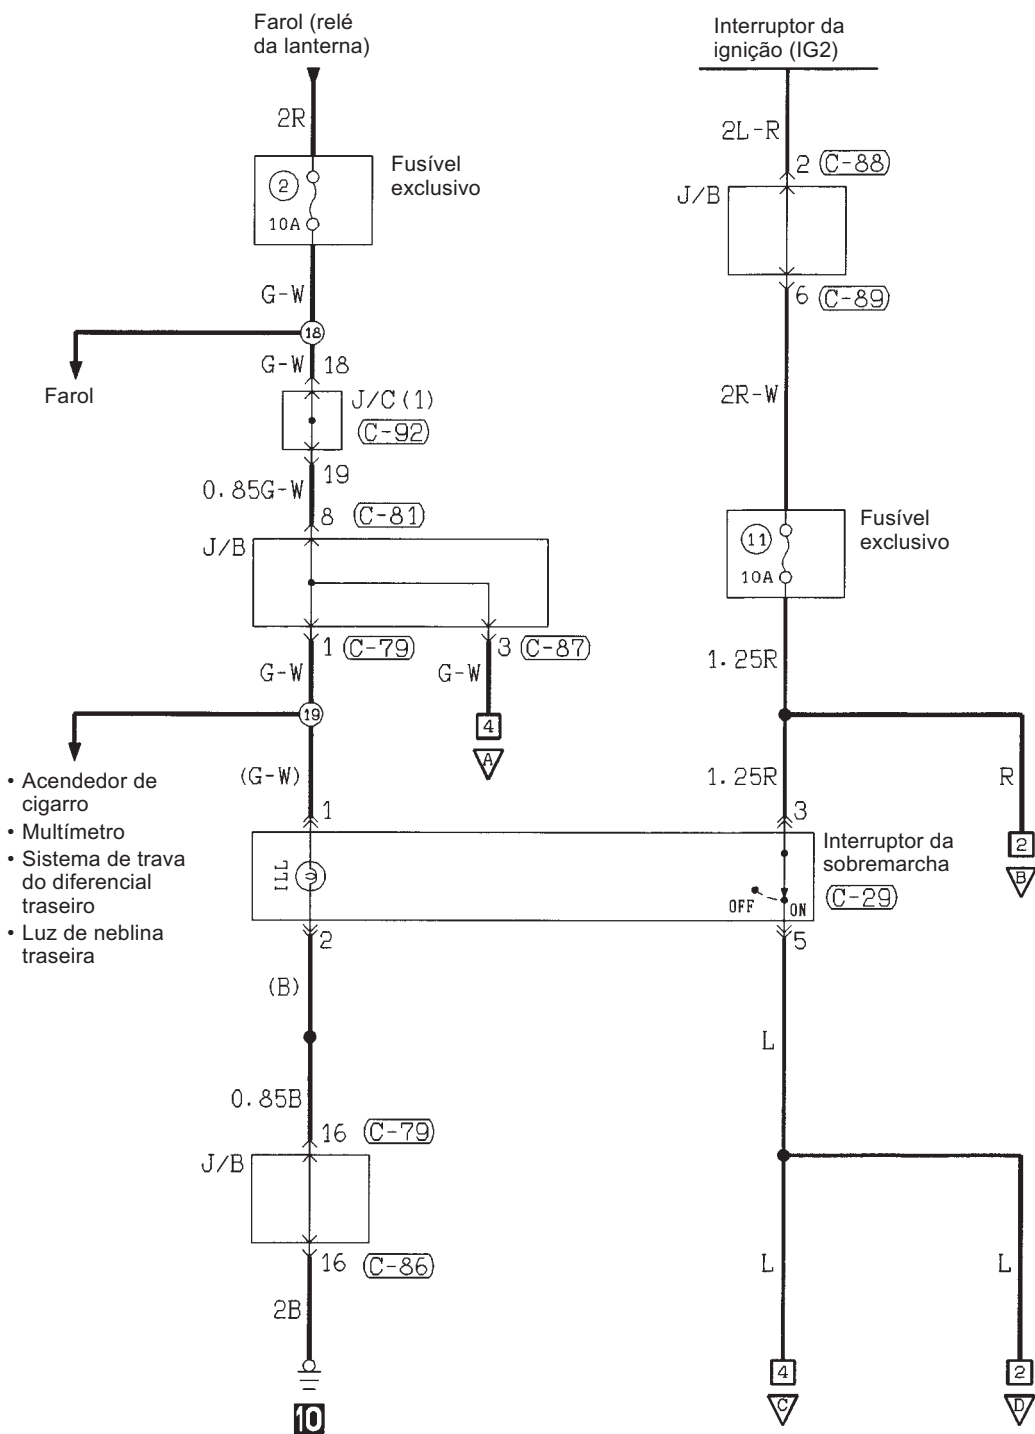 Farol (relé
da lanterna)
Interruptor da
ignição (IG2)
2R
2L-R
Fusível
exclusivo
2
10A
2 C-88
J/B
G-W
6 C-89
18
Farol
G-W 18
J/C (1)
C-92
2R-W
19
0.85G-W
8 C-81
J/B
Fusível
exclusivo
11
10A
1 C-79
3 C-87
G-W
G-W
1.25R
19
4
A
• Acendedor de
cigarro
• Multímetro
• Sistema de trava
do diferencial
traseiro
• Luz de neblina
traseira
(G-W)
1
1.25R
3
R
2
B
ILL
OFF
ON
Interruptor da
sobremarcha
C-29
2
5
(B)
L
0.85B
16 C-79
J/B
16 C-86
2B
L
L
10
4
C
2
D